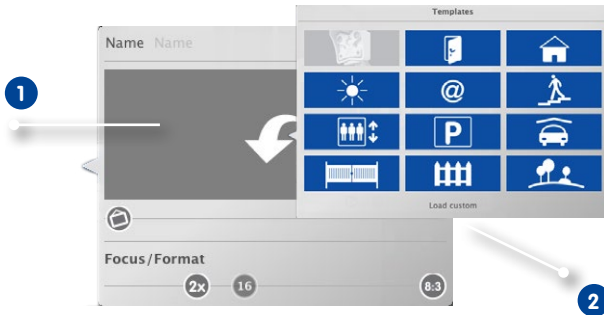 Templates
Name Name
1
@
P
Load custom
Focus/Format
2x 16 8:3
2